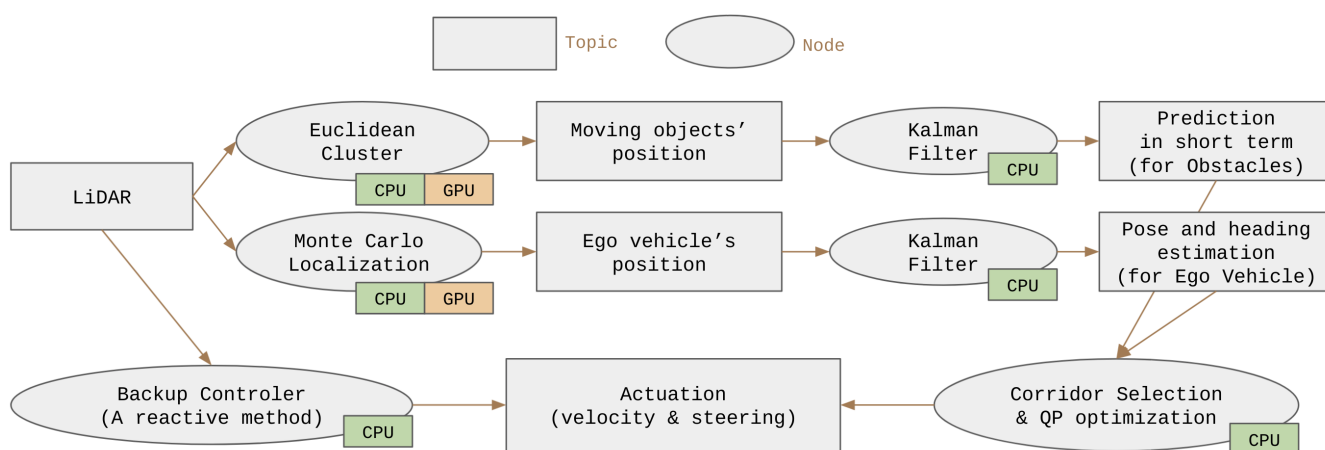 Topic
Node
Euclidean
Cluster
CPU
GPU
Moving objects’
position
Kalman
Filter
CPU
Prediction
in short term
(for Obstacles)
LiDAR
Monte Carlo
Localization
CPU
GPU
Ego vehicle’s
position
Kalman
Filter
CPU
Pose and heading
estimation
(for Ego Vehicle)
Backup Controler
(A reactive method)
CPU
Actuation
(velocity & steering)
Corridor Selection
& QP optimization
CPU